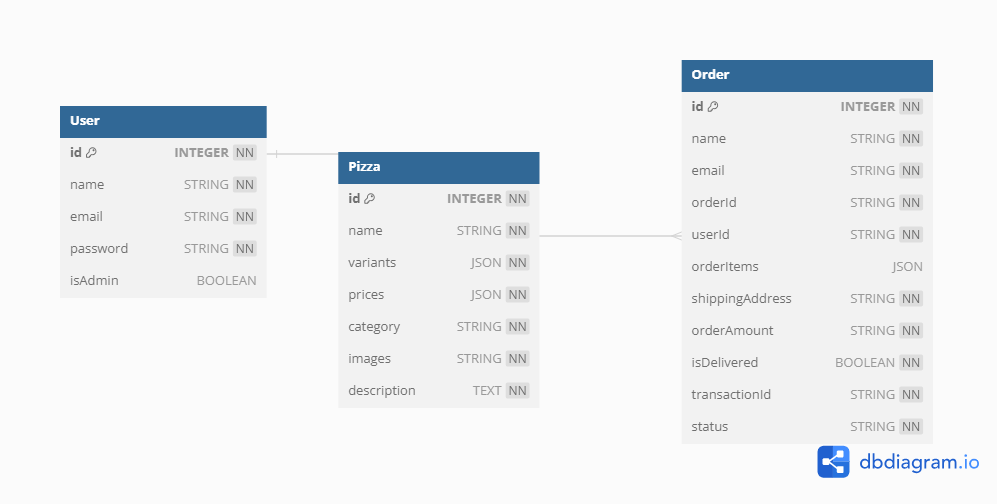 User
id INTEGER NN
name STRING NN
email STRING NN
password STRING NN
isAdmin BOOLEAN
Pizza
id INTEGER NN
name STRING NN
variants JSON NN
prices JSON NN
category STRING NN
images STRING NN
description TEXT NN
Order
id INTEGER NN
name STRING NN
email STRING NN
orderId STRING NN
userId STRING NN
orderItems JSON
shippingAddress STRING NN
orderAmount STRING NN
isDelivered BOOLEAN NN
transactionId STRING NN
status STRING NN
dbdiagram.io